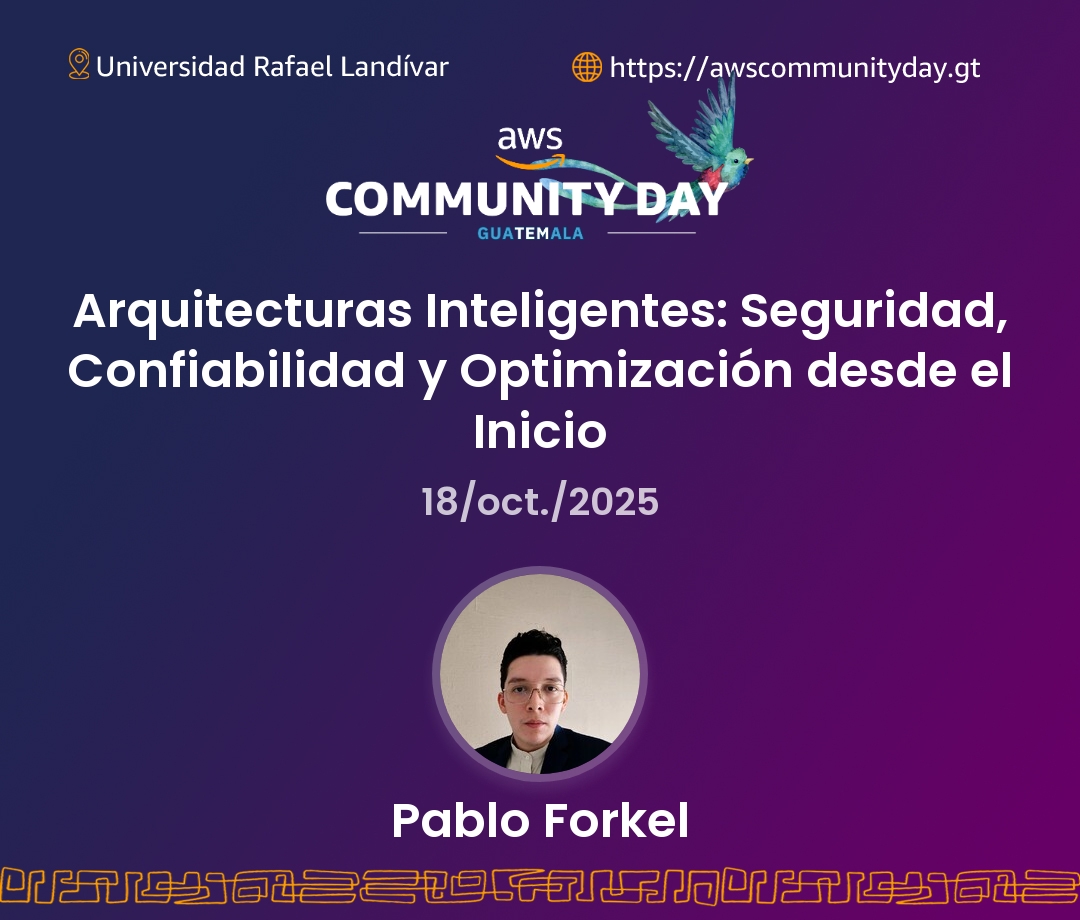 Universidad Rafael Landívar
https://awscommunityday.gt
aws
COMMUNITY DAY
GUATEMALA
Arquitecturas Inteligentes: Seguridad,
Confiabilidad y Optimización desde el
Inicio
18/oct./2025
Pablo Forkel